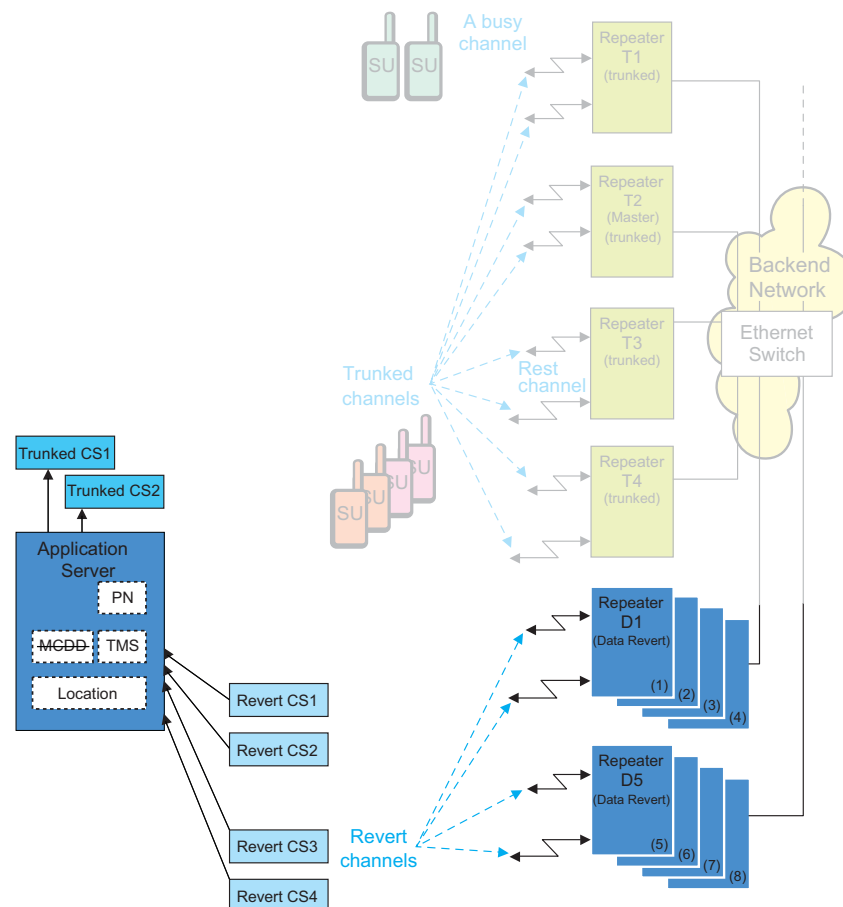 A busy
channel
SU
SU
Repeater
T1
(trunked)
Repeater
T2
(Master)
(trunked)
Backend
Network
Ethernet
Switch
Repeater
T3
(trunked)
Rest
channel
Trunked
channels
Repeater
T4
(trunked)
SU
SU
SU
SU
Trunked CS1
Trunked CS2
Application
Server
PN
MCDD
TMS
Location
Revert CS1
Revert CS2
Revert CS3
Revert CS4
Revert
channels
Repeater
D1
(Data Revert)
(1)
(2)
(3)
(4)
Repeater
D5
(Data Revert)
(5)
(6)
(7)
(8)